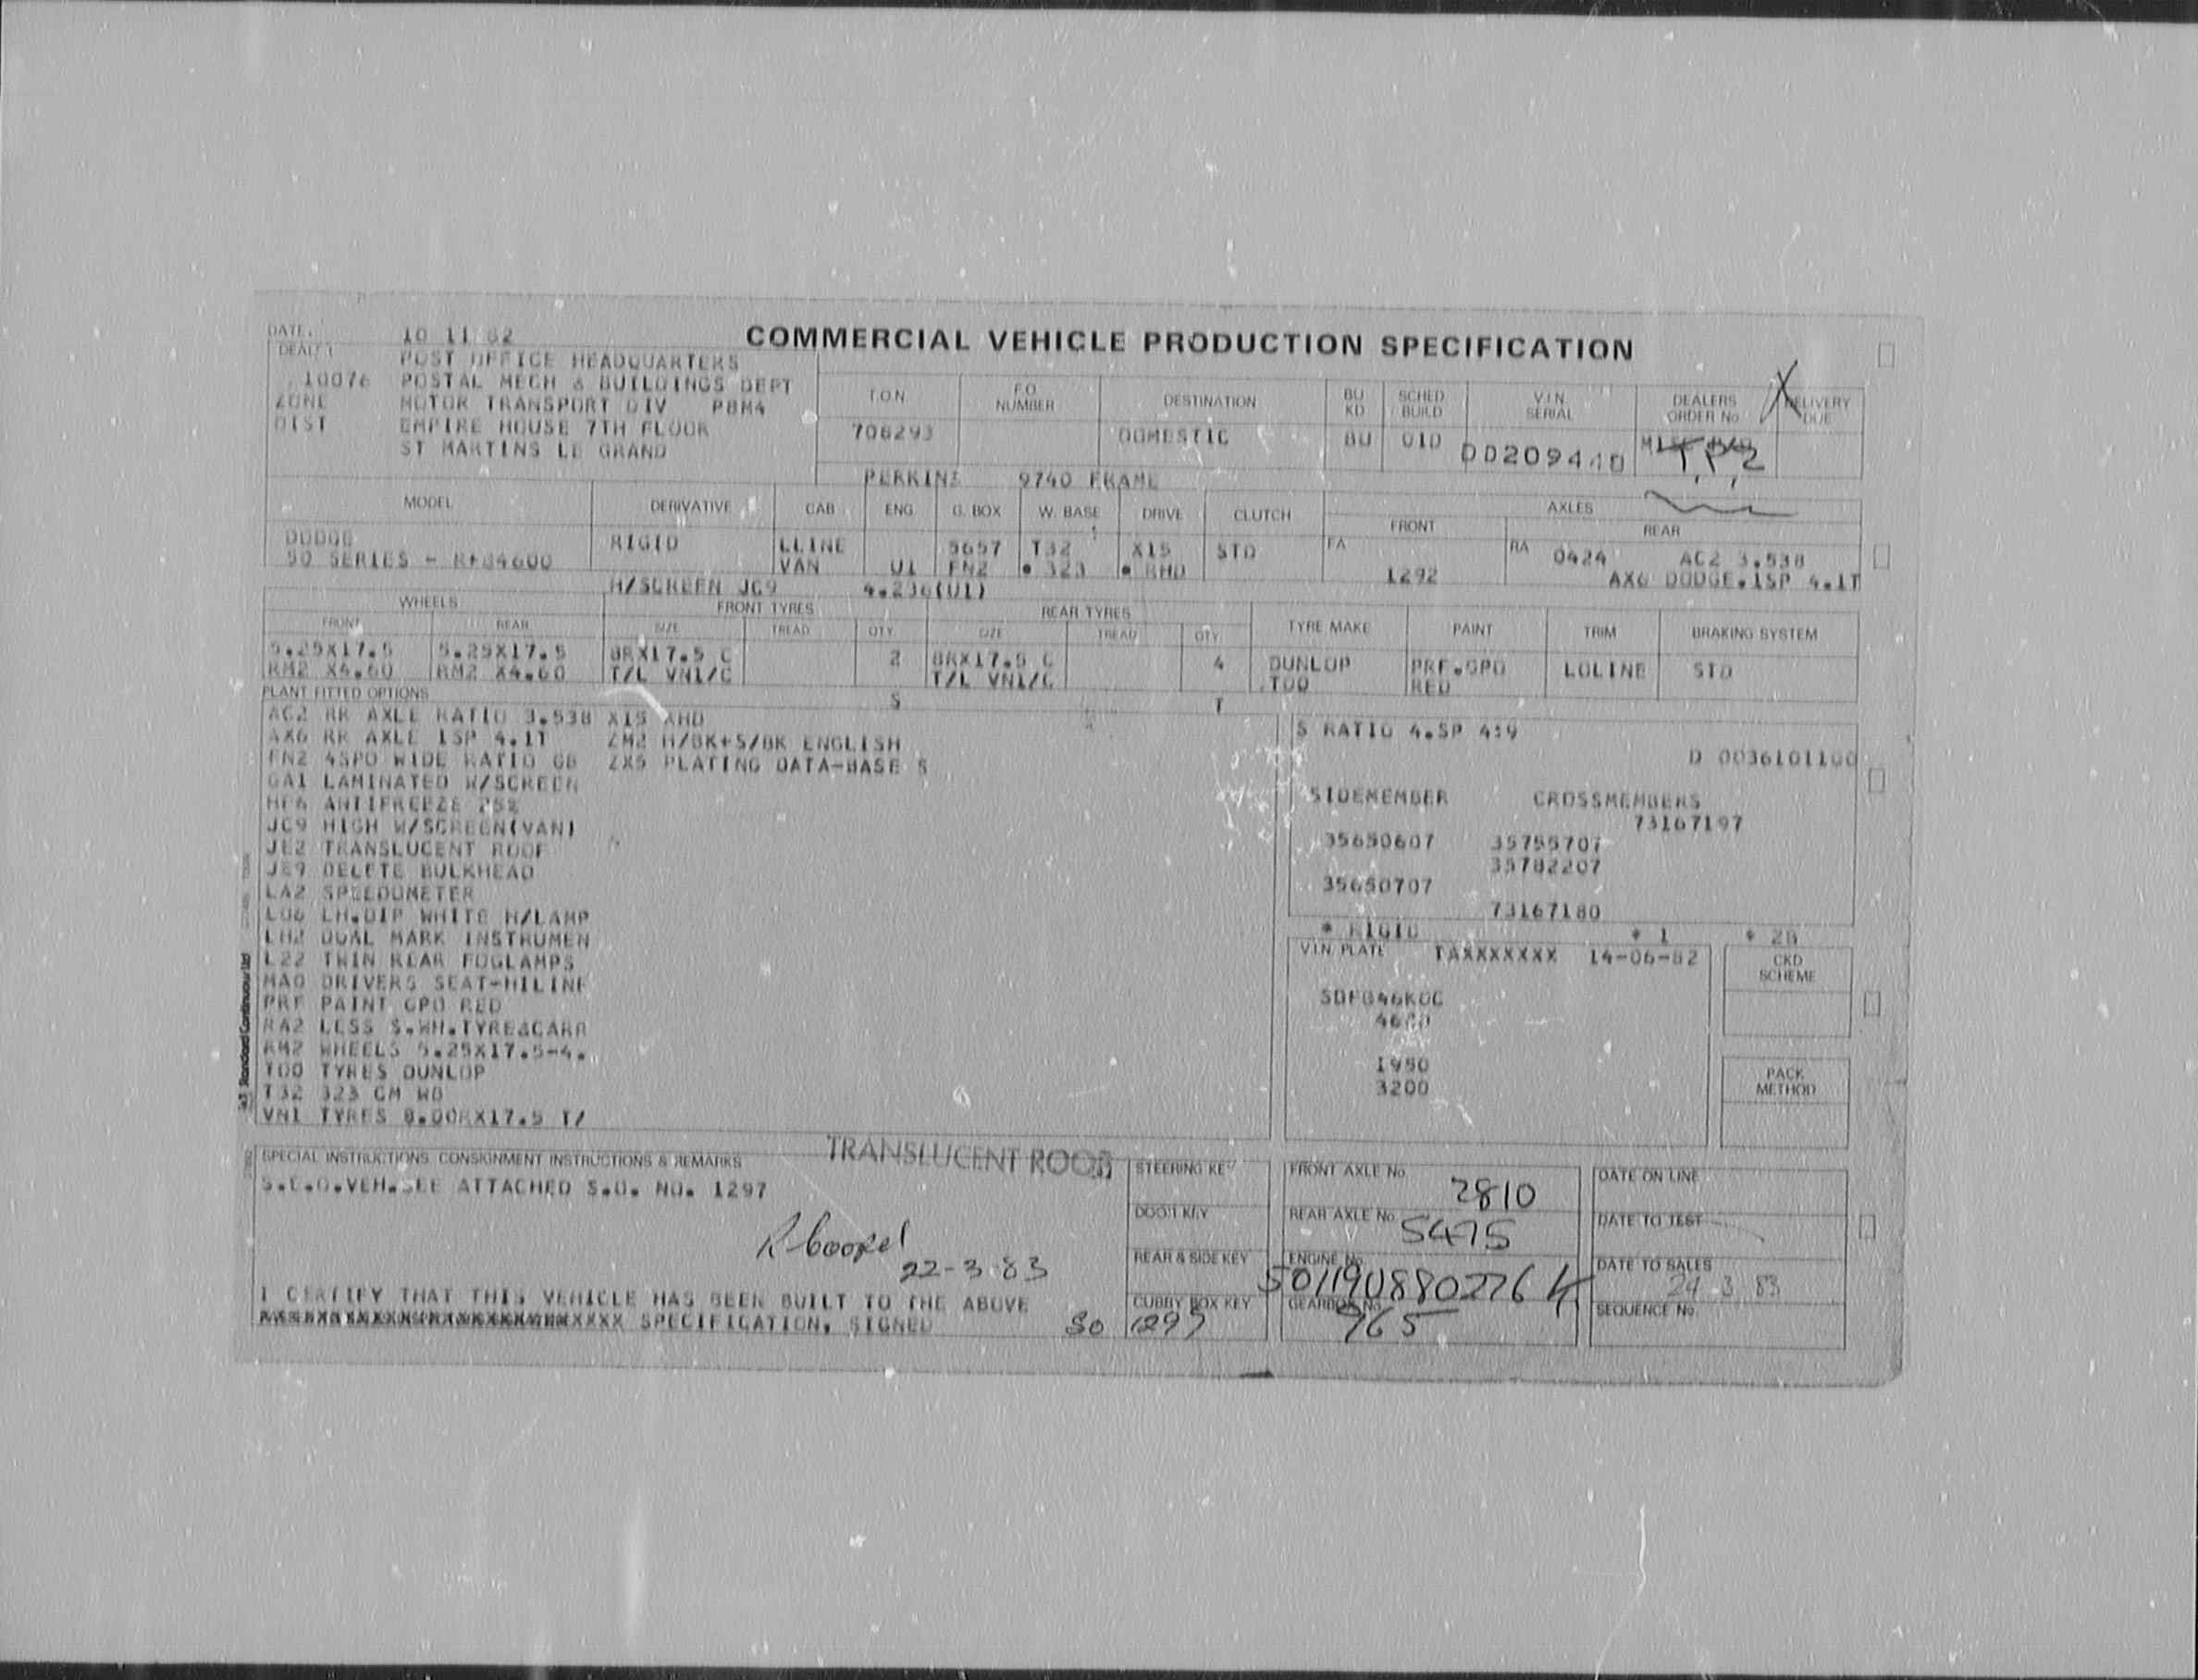 DATE. 10 11 82
COMMERCIAL VEHICLE PRODUCTION SPECIFICATION
DEALER POST OFFICE HEADQUARTERS
10076 POSTAL MECH & BUILDINGS DEPT
ZONE MOTOR TRANSPORT DIV PBM4
DIST EMPIRE HOUSE 7TH FLOOR
ST MARTINS LE GRAND
T.O.N. F.O. NUMBER DESTINATION BU KD SCHED BUILD V.I.N. SERIAL DEALERS ORDER No DELIVERY DUE
706293 DOMESTIC BU 01D DD209440
PERKINS 9740 FRAME
MODEL DERIVATIVE CAB ENG G. BOX W. BASE DRIVE CLUTCH AXLES
FRONT REAR
DODGE RIGID LLINE 5657 T32 X15 STD FA RA 0424 AC2 3.538
50 SERIES - VAN U1 FN2 • 323 • RHD 1292 AX6 DODGE.1SP 4.1T
H/SCREEN JC9 4.236(U1)
WHEELS FRONT TYRES REAR TYRES TYRE MAKE PAINT TRIM BRAKING SYSTEM
FRONT REAR SIZE TREAD QTY SIZE TREAD QTY
5.25X17.5 5.25X17.5 8RX17.5 C 2 8RX17.5 C 4 DUNLOP PRF.GPO LOLINE STD
RM2 X4.60 RM2 X4.60 T/L VN1/C T/L VN1/C TOO RED
PLANT FITTED OPTIONS S T
AC2 RR AXLE RATIO 3.538 X15 RHD
AX6 RR AXLE 1SP 4.1T ZM2 H/BK+S/BK ENGLISH
FN2 4SPD WIDE RATIO GB ZX5 PLATING DATA-BASE S
GA1 LAMINATED W/SCREEN
HF6 ANTIFREEZE 25%
JC9 HIGH W/SCREEN(VAN)
JE2 TRANSLUCENT ROOF
JE9 DELETE BULKHEAD
LA2 SPEEDOMETER
LD6 LH.DIP WHITE H/LAMP
LH2 DUAL MARK INSTRUMEN
L22 TWIN REAR FOGLAMPS
MAO DRIVERS SEAT-HILINE
PRF PAINT GPO RED
RA2 LESS S.WH.TYRE&CARR
RM2 WHEELS 5.25X17.5-4.
TOO TYRES DUNLOP
T32 323 CM WB
VN1 TYRES 8.00RX17.5 T/
S RATIO 4.SP 4:9
D 0036101100
SIDEMEMBER CROSSMEMBERS
73167197
35650607 35755707
35782207
35650707
73167180
* RIGID * 1 * 28
V.I.N. PLATE TAXXXXXXX 14-06-82 CKD SCHEME
4600
1950
3200
PACK METHOD
Standard Continuous Ltd
SPECIAL INSTRUCTIONS CONSIGNMENT INSTRUCTIONS & REMARKS
TRANSLUCENT ROOF
S.E.O.VEH.SEE ATTACHED S.O. NO. 1297
R Cooper
22-3-83
I CERTIFY THAT THIS VEHICLE HAS BEEN BUILT TO THE ABOVE
SPECIFICATION, SIGNED
SO 1297
STEERING KEY
DOOR KEY
REAR & SIDE KEY
CUBBY BOX KEY
FRONT AXLE No. 2810
REAR AXLE No. 5475
ENGINE No.
GEARBOX No. 965
DATE ON LINE
DATE TO TEST
DATE TO SALES 24 3 83
SEQUENCE No.